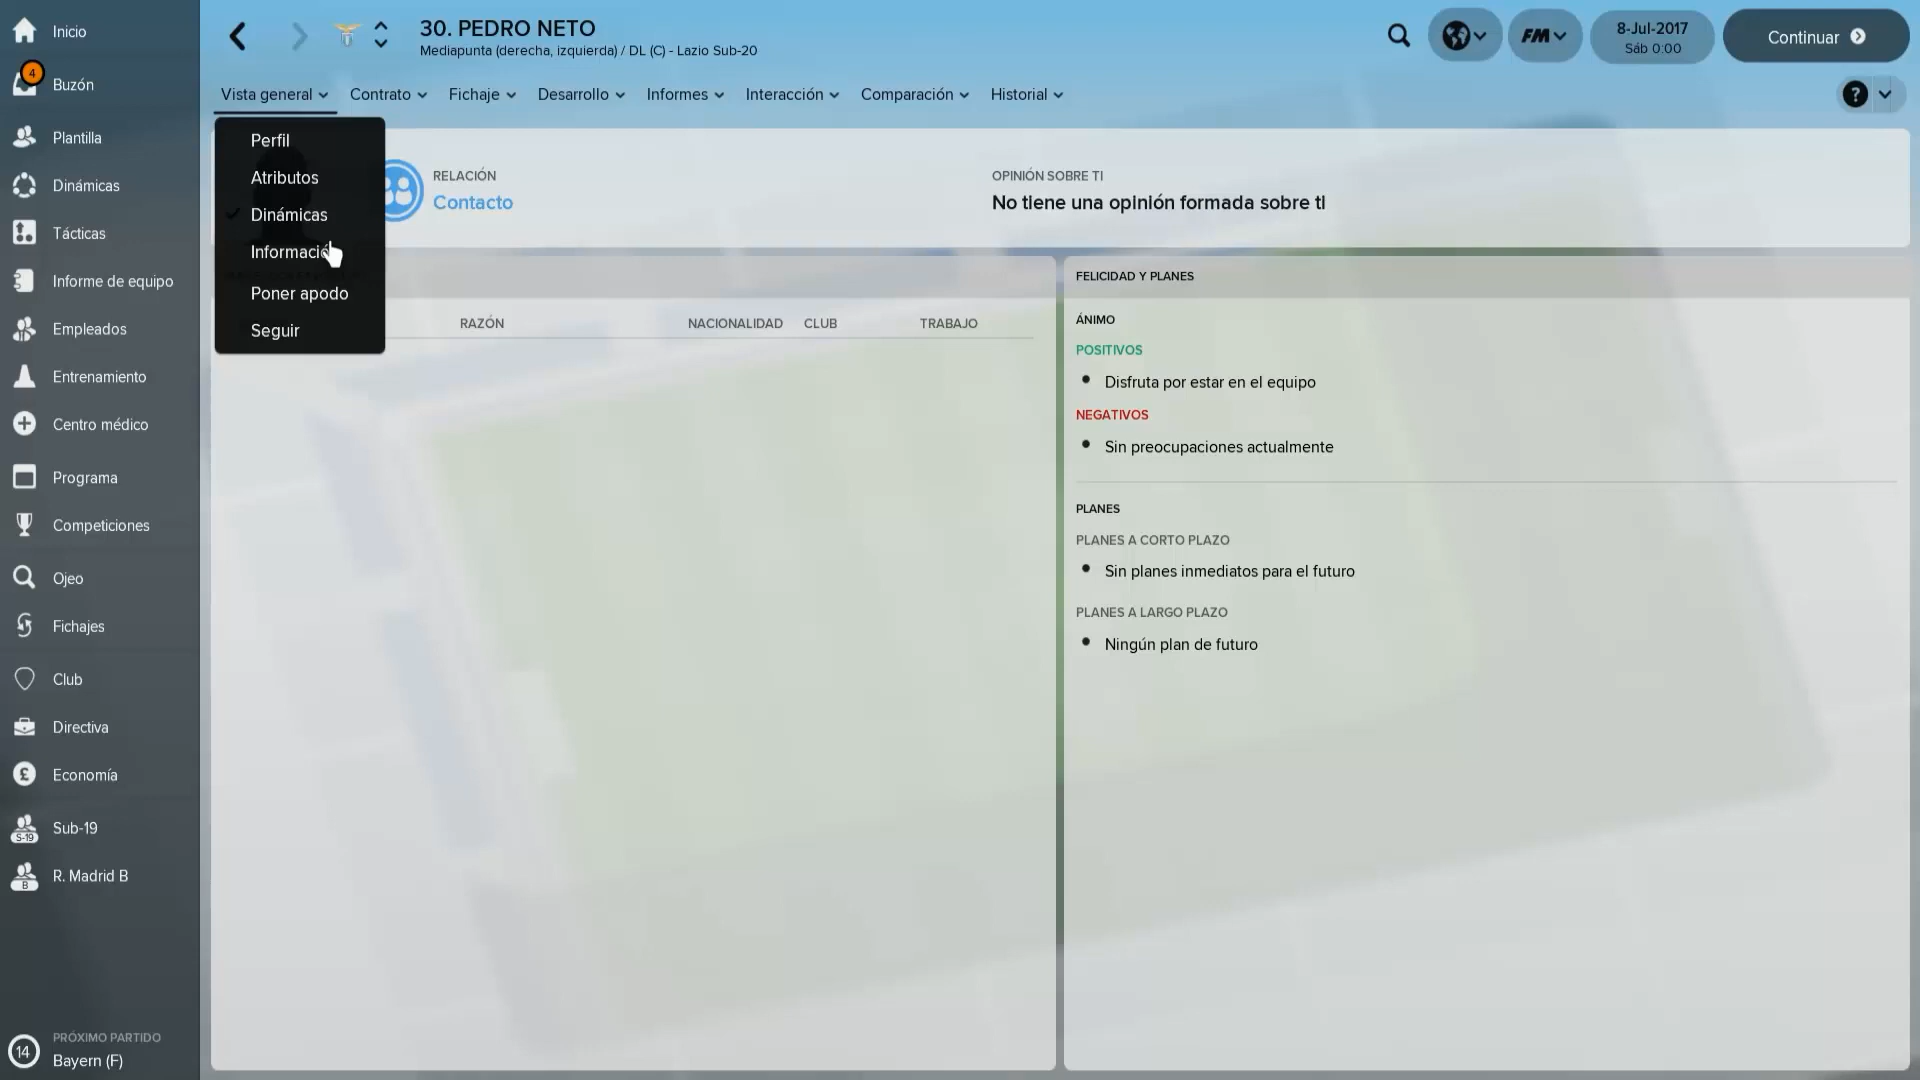 Inicio
4
Buzón
Plantilla
Dinámicas
Tácticas
Informe de equipo
Empleados
Entrenamiento
Centro médico
Programa
Competiciones
Ojeo
Fichajes
Club
Directiva
£
Economía
S-19
Sub-19
B
R. Madrid B
14
PRÓXIMO PARTIDO
Bayern (F)
30. PEDRO NETO
Mediapunta (derecha, izquierda) / DL (C) - Lazio Sub-20
FM
8-Jul-2017
Sáb 0:00
Continuar
Vista general
Contrato
Fichaje
Desarrollo
Informes
Interacción
Comparación
Historial
?
Perfil
Atributos
Dinámicas
Poner apodo
Seguir
RELACIÓN
Contacto
OPINIÓN SOBRE TI
No tiene una opinión formada sobre ti
RAZÓN
NACIONALIDAD
CLUB
TRABAJO
FELICIDAD Y PLANES
ÁNIMO
POSITIVOS
Disfruta por estar en el equipo
NEGATIVOS
Sin preocupaciones actualmente
PLANES
PLANES A CORTO PLAZO
Sin planes inmediatos para el futuro
PLANES A LARGO PLAZO
Ningún plan de futuro